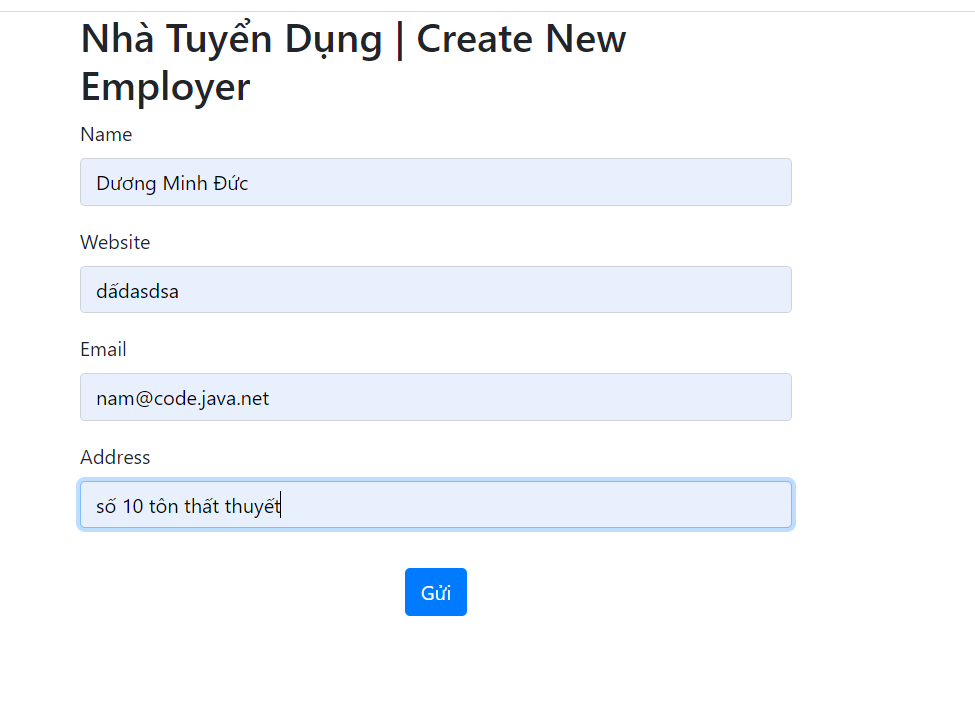 Nhà Tuyển Dụng | Create New
Employer
Name
Dương Minh Đức
Website
dấdasdsa
Email
nam@code.java.net
Address
số 10 tôn thất thuyết
Gửi